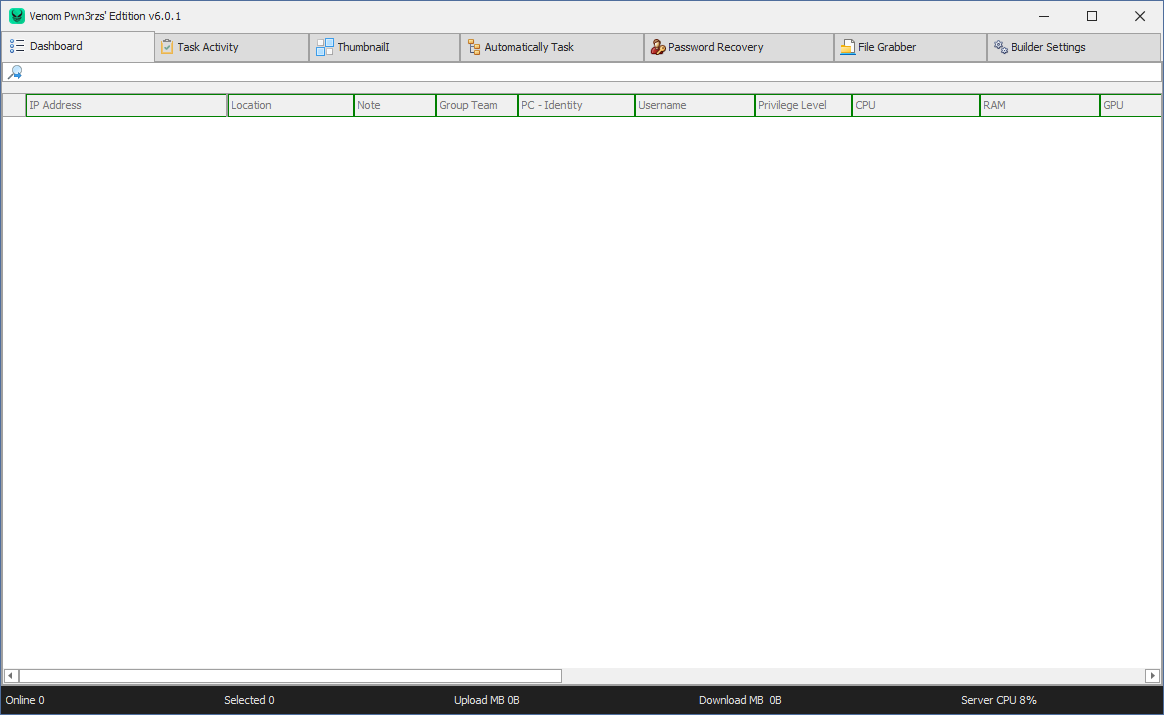 Venom Pwn3rzs' Edtition v6.0.1
Dashboard Task Activity Thumbnaill Automatically Task Password Recovery File Grabber Builder Settings
IP Address Location Note Group Team PC - Identity Username Privilege Level CPU RAM GPU
Online 0 Selected 0 Upload MB 0B Download MB 0B Server CPU 8%